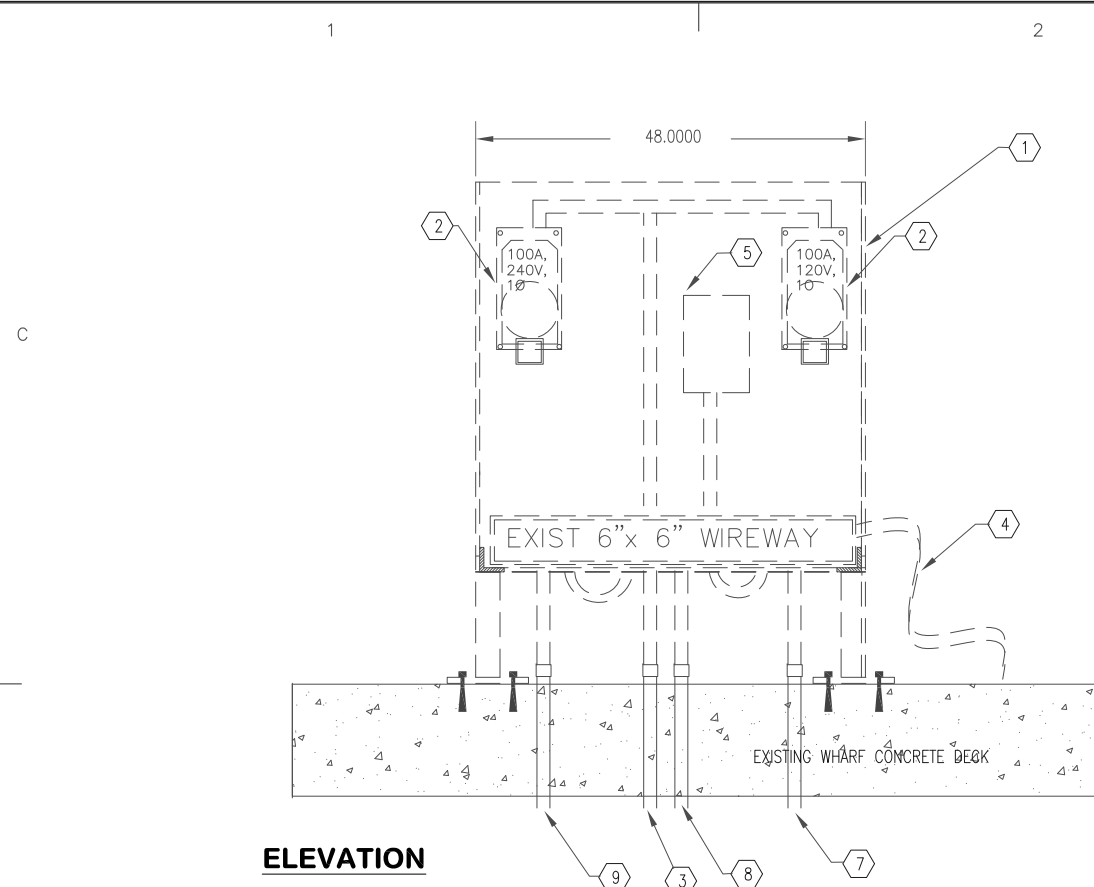 1
2
48.0000
1
2
2
5
100A,
240V,
1Ø
100A,
120V,
1O
C
EXIST 6”x 6” WIREWAY
4
EXISTING WHARF CONCRETE DECK
ELEVATION
9
3
8
7